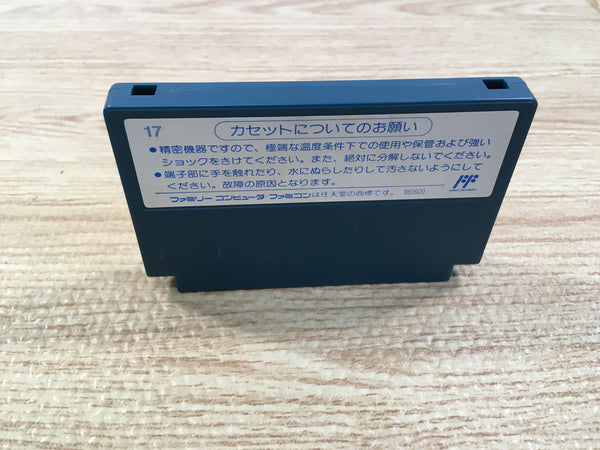 17
カセットについてのお願い
●精密機器ですので、極端な温度条件下での使用や保管および強い
ショックをさけてください。また、絶対に分解しないでください。
●端子部に手を触れたり、水にぬらしたりして汚さないようにして
ください。故障の原因となります。
ファミリーコンピュータ・ファミコンは任天堂の商標です。 880920